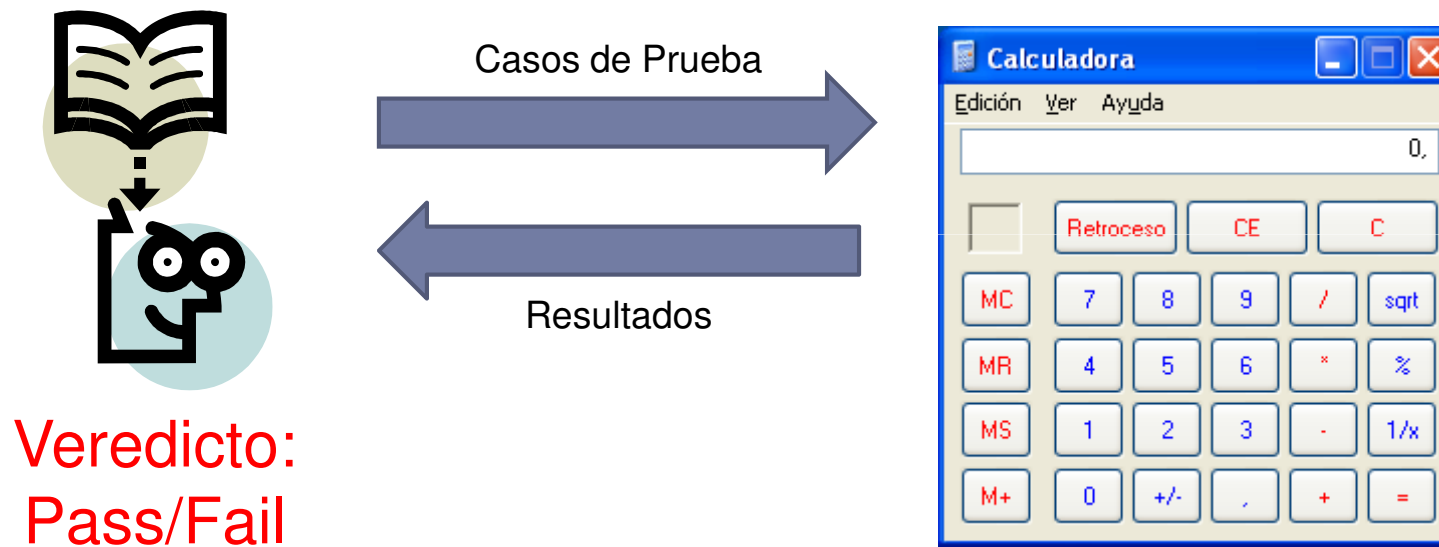 Casos de Prueba
Resultados
Veredicto:
Pass/Fail
Calculadora
Edición Ver Ayuda
0,
Retroceso CE C
MC 7 8 9 / sqrt
MR 4 5 6 * %
MS 1 2 3 - 1/x
M+ 0 +/- , + =